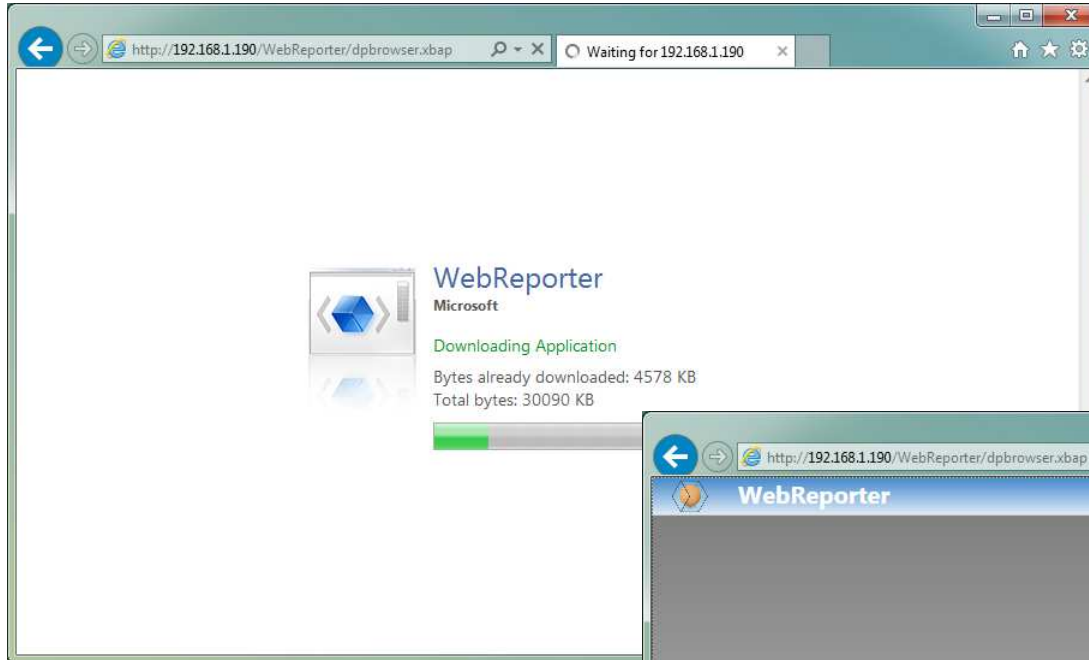 http://192.168.1.190/WebReporter/dpbrowser.xbap
Waiting for 192.168.1.190
WebReporter
Microsoft
Downloading Application
Bytes already downloaded: 4578 KB
Total bytes: 30090 KB
http://192.168.1.190/WebReporter/dpbrowser.xbap
WebReporter